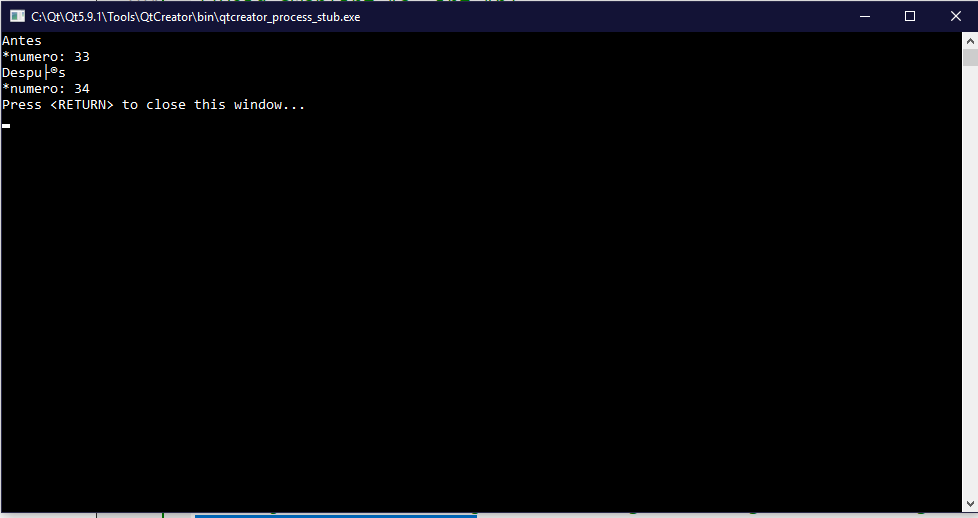 C:\Qt\Qt5.9.1\Tools\QtCreator\bin\qtcreator_process_stub.exe
Antes
*numero: 33
Despu├®s
*numero: 34
Press <RETURN> to close this window...